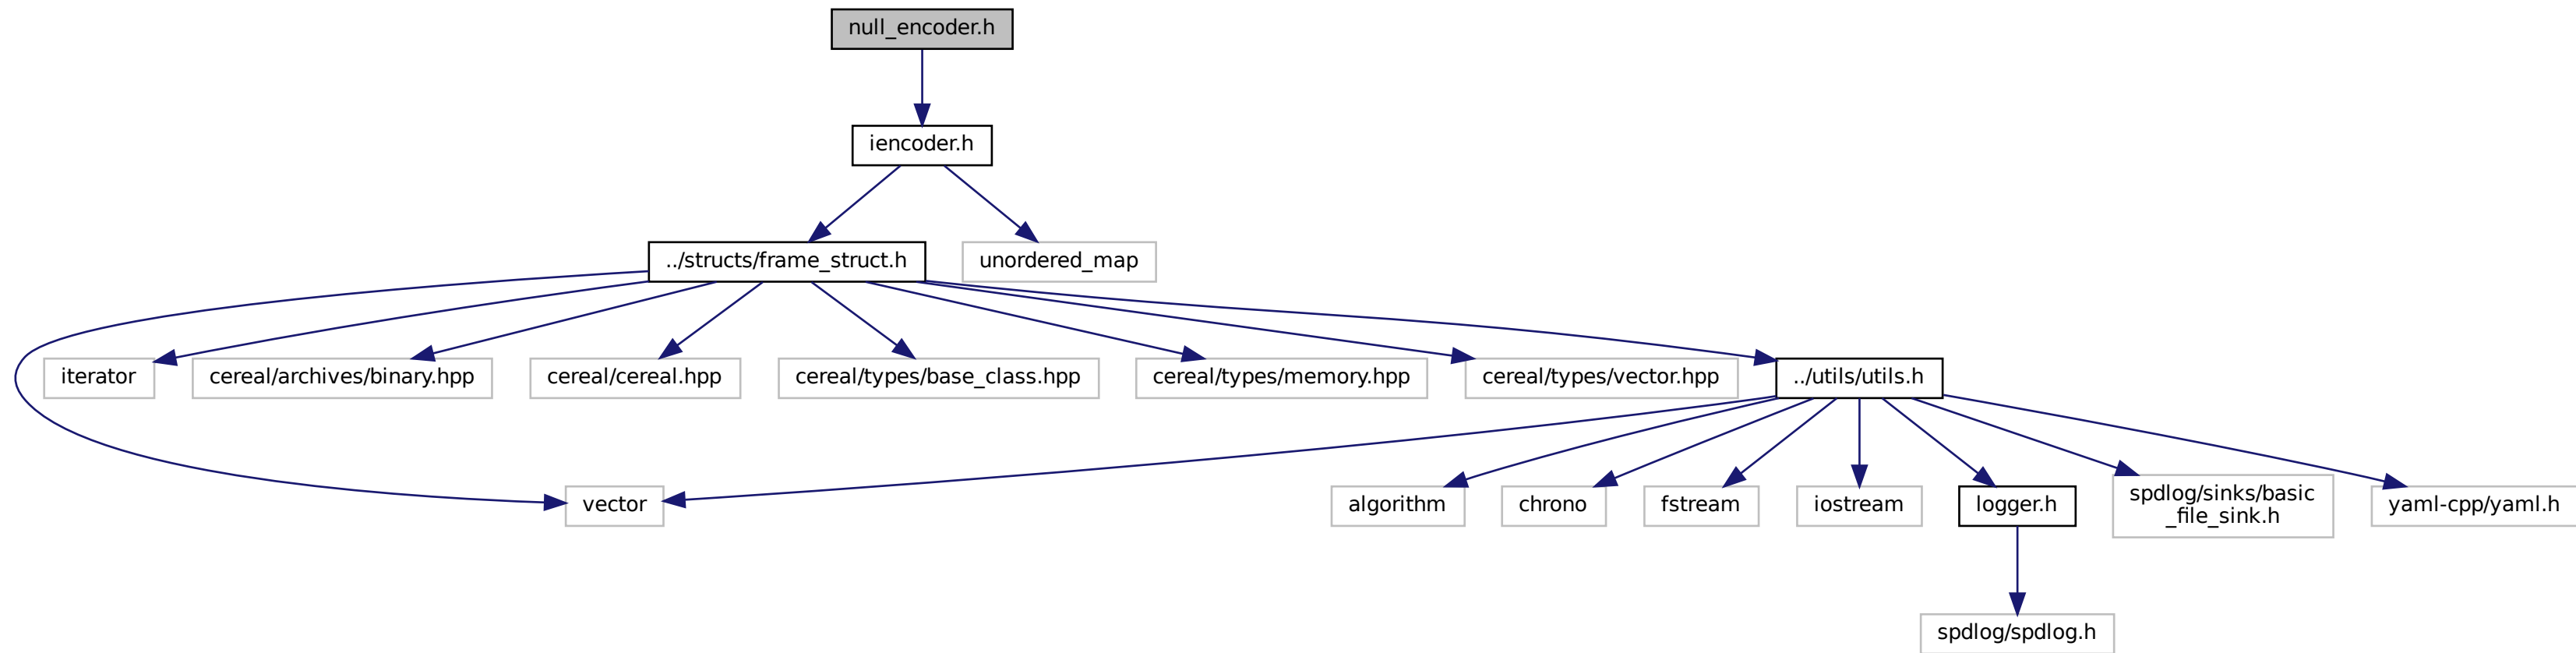 null_encoder.h
iencoder.h
../structs/frame_struct.h
unordered_map
iterator
cereal/archives/binary.hpp
cereal/cereal.hpp
cereal/types/base_class.hpp
cereal/types/memory.hpp
cereal/types/vector.hpp
../utils/utils.h
vector
algorithm
chrono
fstream
iostream
logger.h
spdlog/sinks/basic
_file_sink.h
yaml-cpp/yaml.h
spdlog/spdlog.h